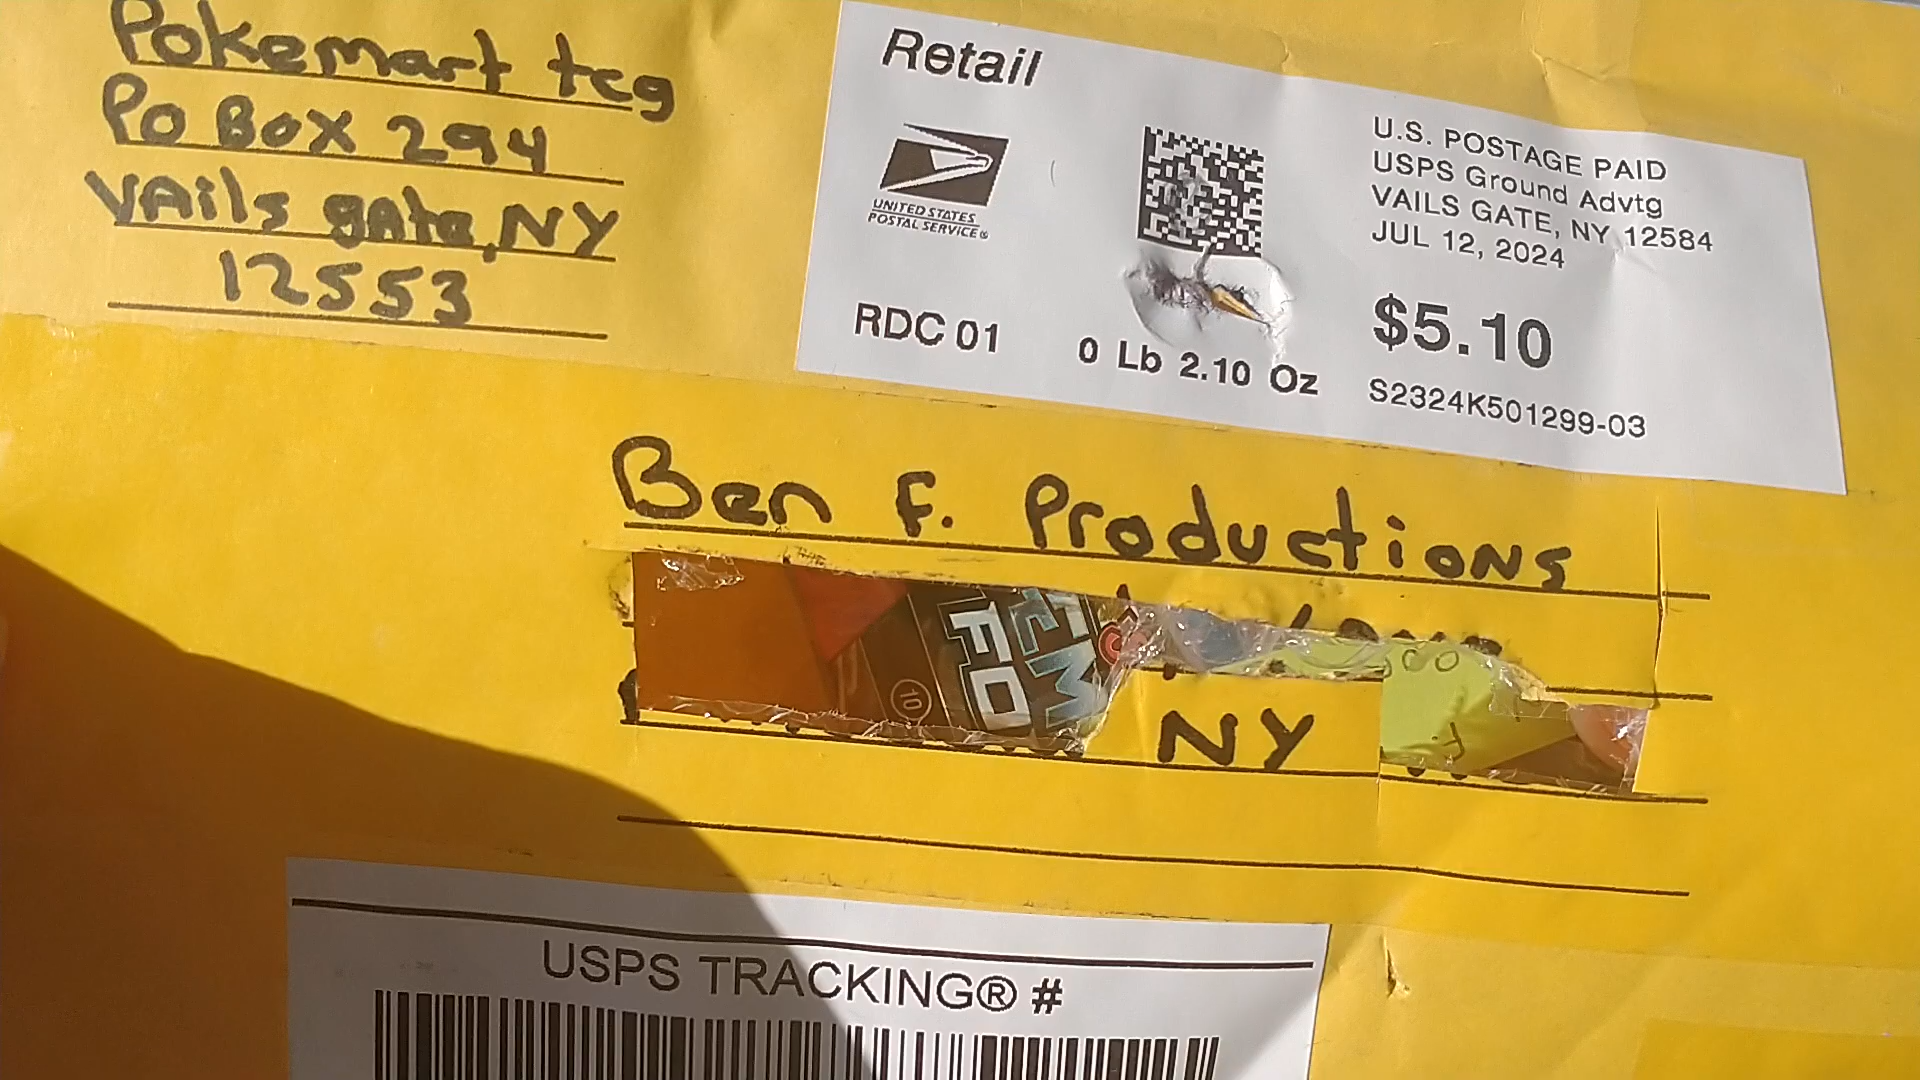 Pokemart tcg
Po Box 294
VAils gAte, NY
12553
Retail
UNITED STATES
POSTAL SERVICE®
U.S. POSTAGE PAID
USPS Ground Advtg
VAILS GATE, NY 12584
JUL 12, 2024
RDC 01
0 Lb 2.10 Oz
$5.10
S2324K501299-03
Ben F. Productions
10
NY
USPS TRACKING® #